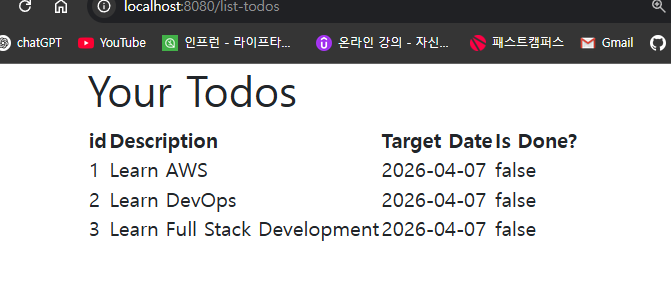 localhost:8080/list-todos
chatGPT YouTube 인프런 - 라이프타... 온라인 강의 - 자신... 패스트캠퍼스 Gmail
Your Todos
id Description Target Date Is Done?
1 Learn AWS 2026-04-07 false
2 Learn DevOps 2026-04-07 false
3 Learn Full Stack Development 2026-04-07 false